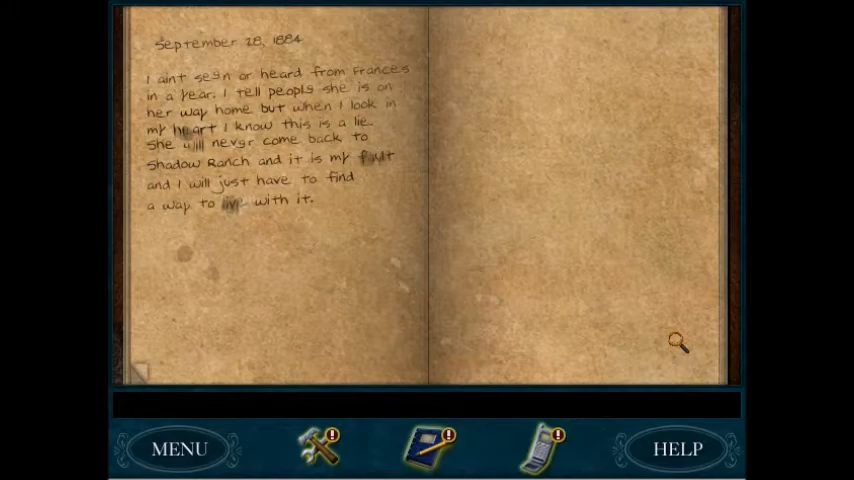 September 28, 1884
I aint seen or heard from Frances
in a year. I tell people she is on
her way home but when I look in
my heart I know this is a lie.
She will never come back to
Shadow Ranch and it is my fault
and I will just have to find
a way to live with it.
MENU
HELP